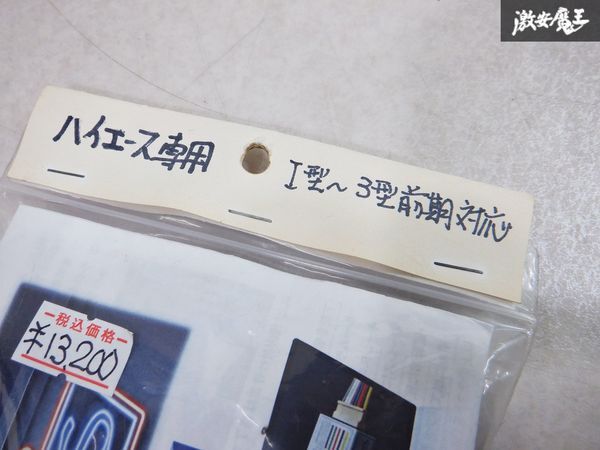 激安魔王
ハイエース専用
I型～3型前期対応
税込価格
¥13,200